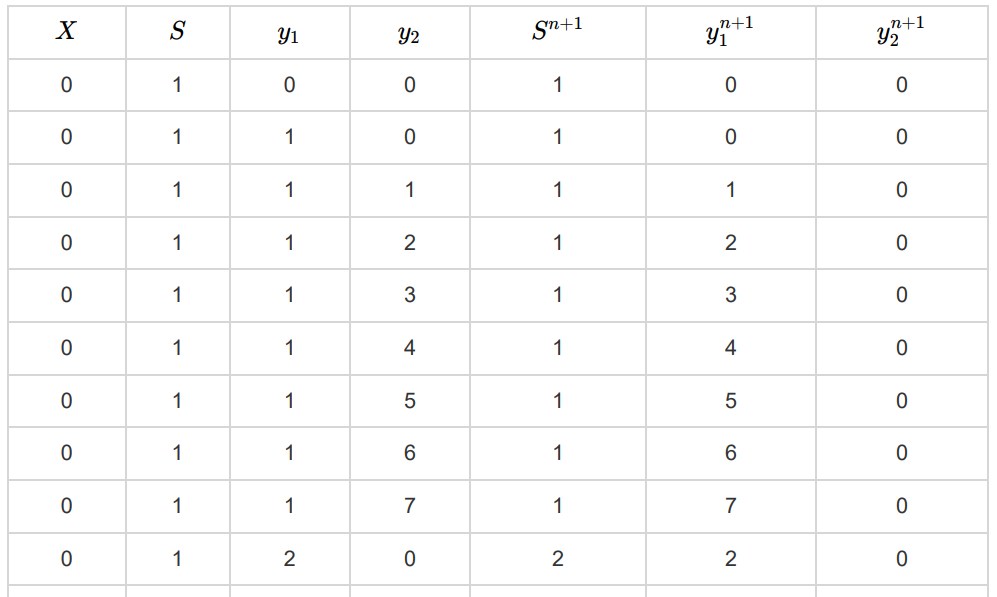 X S y₁ y₂ Sⁿ⁺¹ y₁ⁿ⁺¹ y₂ⁿ⁺¹
0 1 0 0 1 0 0
0 1 1 0 1 0 0
0 1 1 1 1 1 0
0 1 1 2 1 2 0
0 1 1 3 1 3 0
0 1 1 4 1 4 0
0 1 1 5 1 5 0
0 1 1 6 1 6 0
0 1 1 7 1 7 0
0 1 2 0 2 2 0